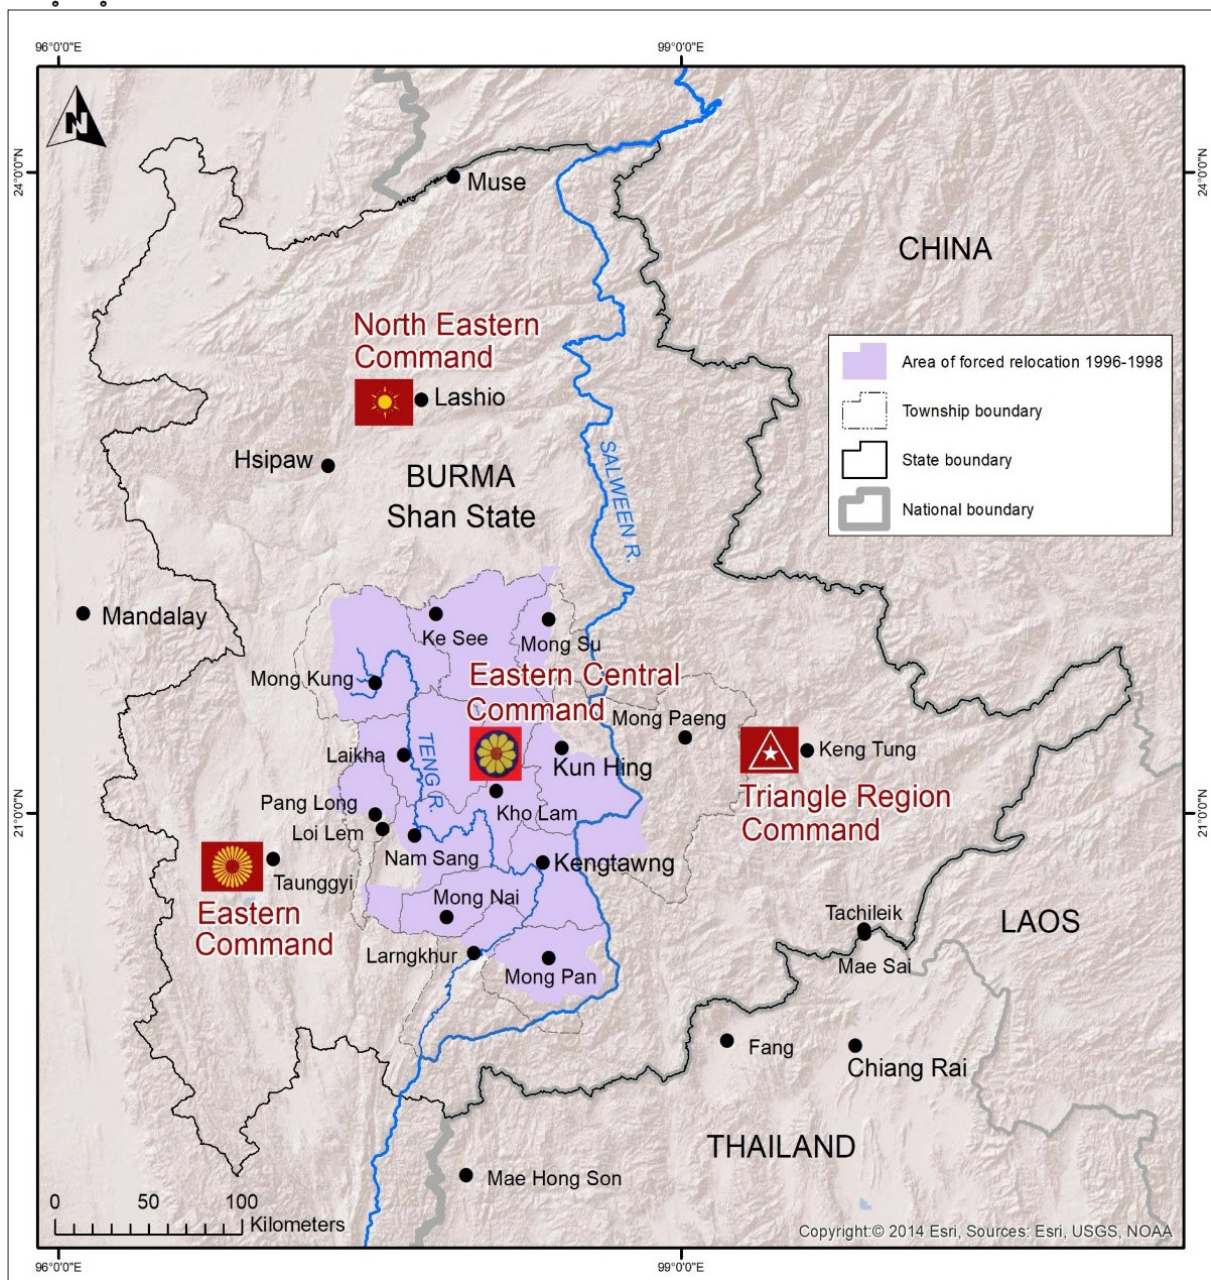 96°0'0"E
99°0'0"E
24°0'0"N
24°0'0"N
N
Muse
CHINA
North Eastern
Command
Lashio
Hsipaw
BURMA
Shan State
SALWEEN R.
Area of forced relocation 1996-1998
Township boundary
State boundary
National boundary
Mandalay
Ke See
Mong Su
Mong Kung
Eastern Central
Command
Mong Paeng
Laikha
TENG R.
Kun Hing
Keng Tung
Pang Long
Kho Lam
Triangle Region
Command
21°0'0"N
21°0'0"N
Loi Lem
Nam Sang
Kengtawng
Taunggyi
Mong Nai
Eastern
Command
Tachileik
LAOS
Larngkhur
Mong Pan
Mae Sai
Fang
Chiang Rai
THAILAND
Mae Hong Son
0 50 100
Kilometers
Copyright:© 2014 Esri, Sources: Esri, USGS, NOAA
96°0'0"E
99°0'0"E